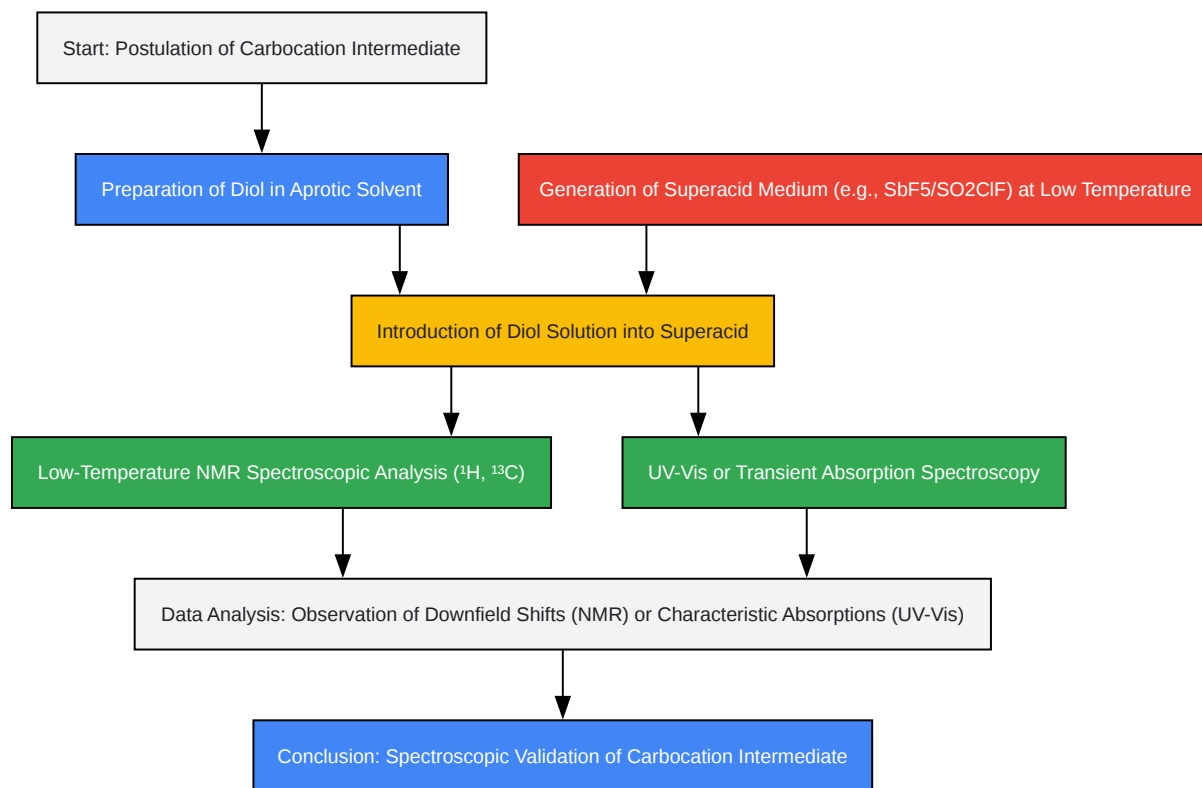 Start: Postulation of Carbocation Intermediate
Preparation of Diol in Aprotic Solvent
Generation of Superacid Medium (e.g., SbF5/SO2ClF) at Low Temperature
Introduction of Diol Solution into Superacid
Low-Temperature NMR Spectroscopic Analysis (¹H, ¹³C)
UV-Vis or Transient Absorption Spectroscopy
Data Analysis: Observation of Downfield Shifts (NMR) or Characteristic Absorptions (UV-Vis)
Conclusion: Spectroscopic Validation of Carbocation Intermediate